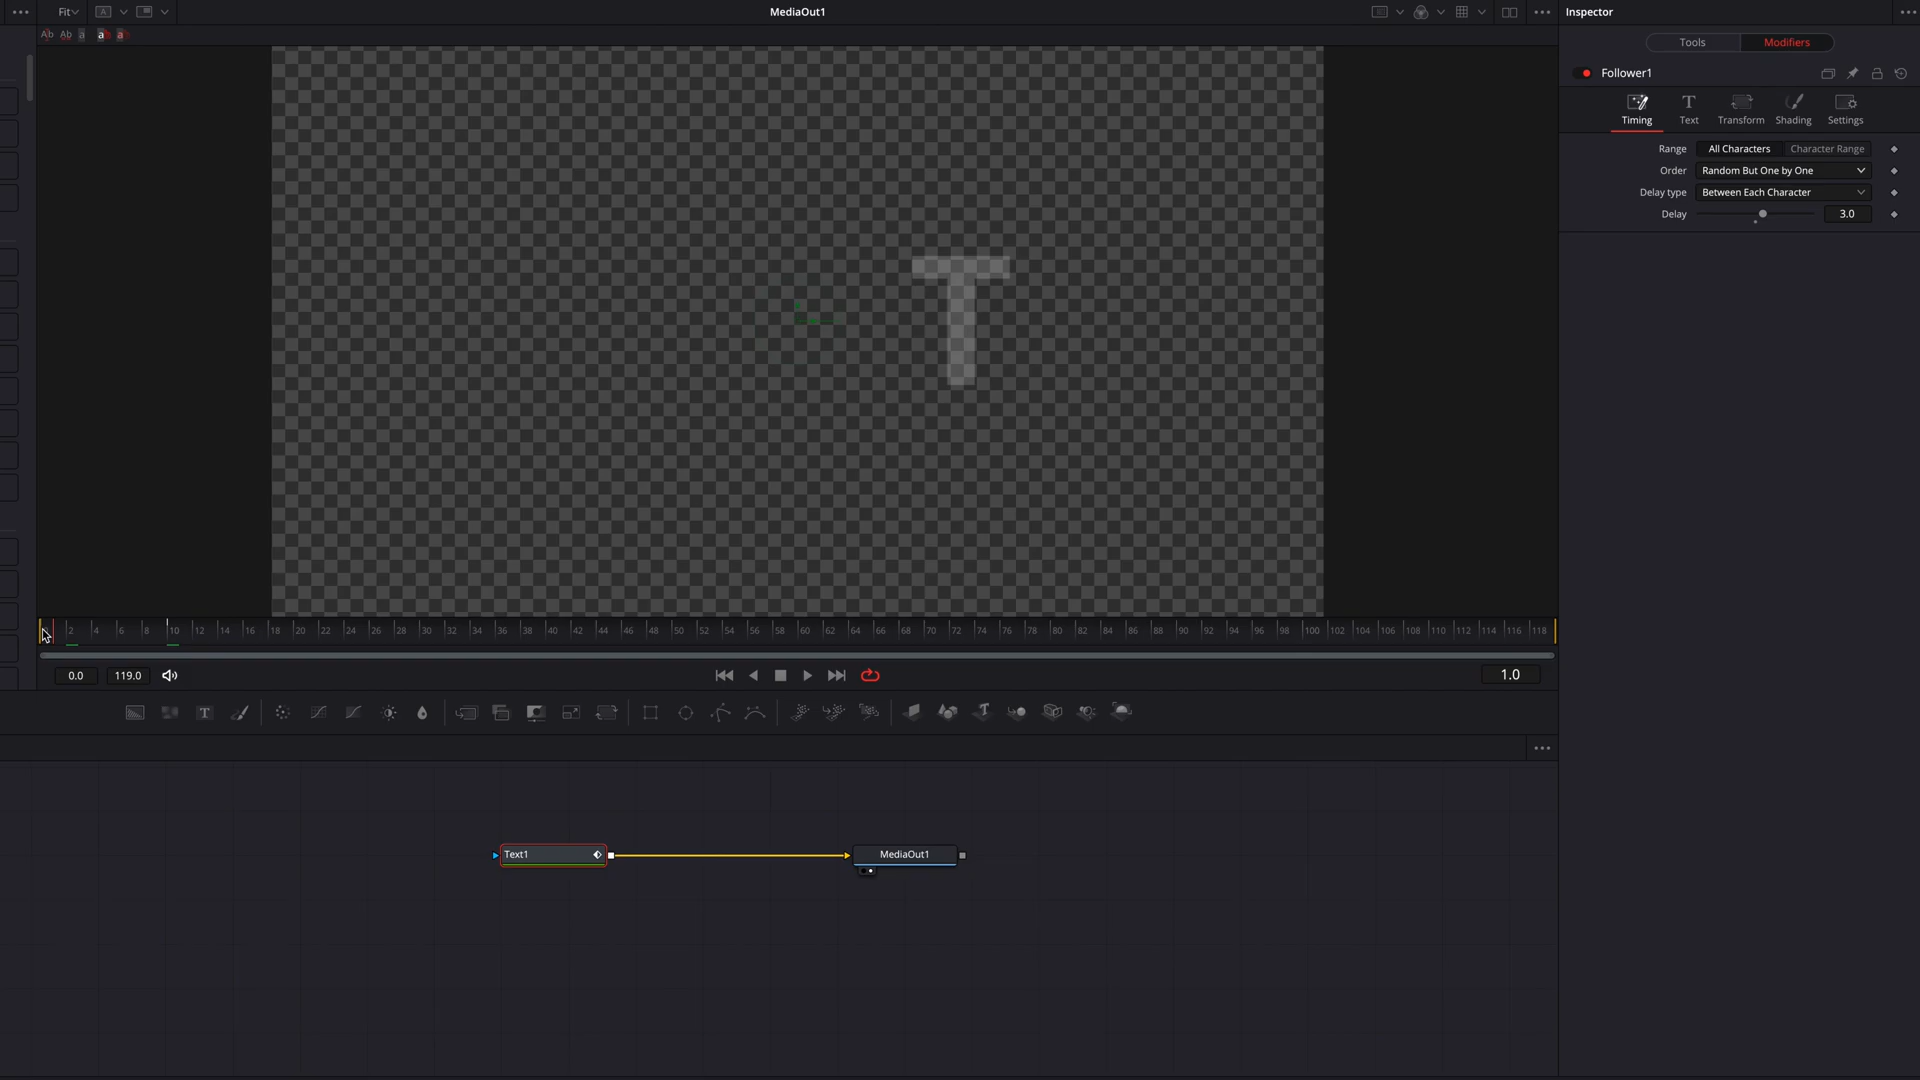 Fit MediaOut1 Inspector
Ab Ab a a a
Tools Modifiers
Follower1
Timing Text Transform Shading Settings
Range All Characters Character Range
Order Random But One by One
Delay type Between Each Character
Delay 3.0
T
2 4 6 8 10 12 14 16 18 20 22 24 26 28 30 32 34 36 38 40 42 44 46 48 50 52 54 56 58 60 62 64 66 68 70 72 74 76 78 80 82 84 86 88 90 92 94 96 98 100 102 104 106 108 110 112 114 116 118
0.0 119.0 1.0
Text1 MediaOut1